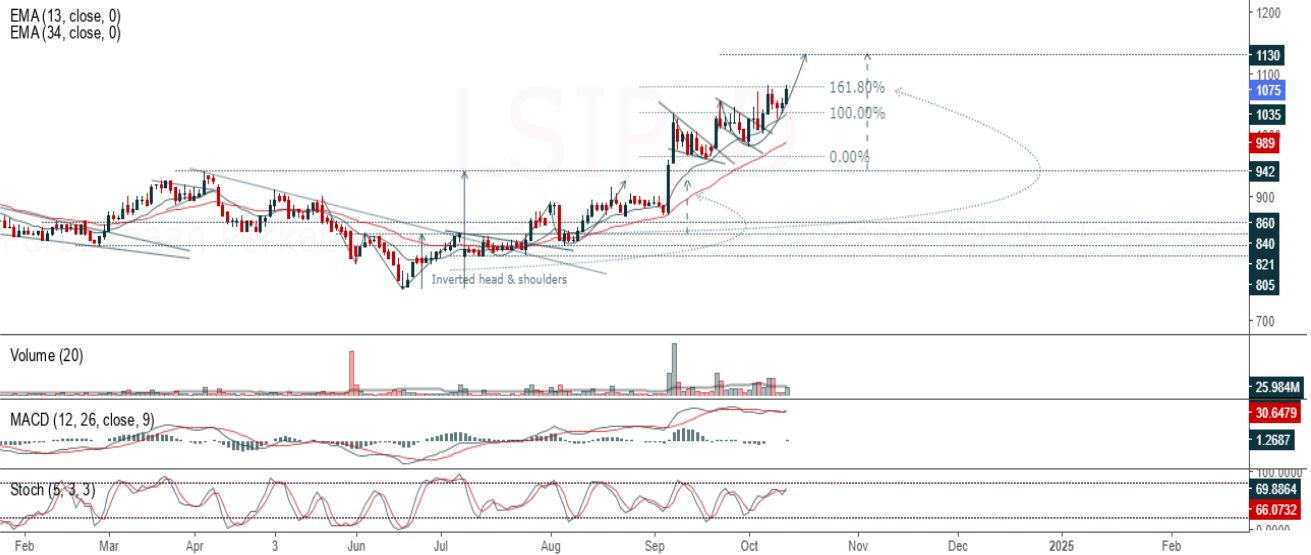 EMA (13, close, 0)
EMA (34, close, 0)
LSIP
1200
1130
1100
161.80%
1075
100.00%
1035
989
0.00%
942
900
860
840
821
Inverted head & shoulders
805
700
Volume (20)
25.984M
MACD (12, 26, close, 9)
30.6479
1.2687
100.0000
Stoch (5, 3, 3)
69.8864
66.0732
0.0000
Feb Mar Apr 3 Jun Jul Aug Sep Oct Nov Dec 2025 Feb